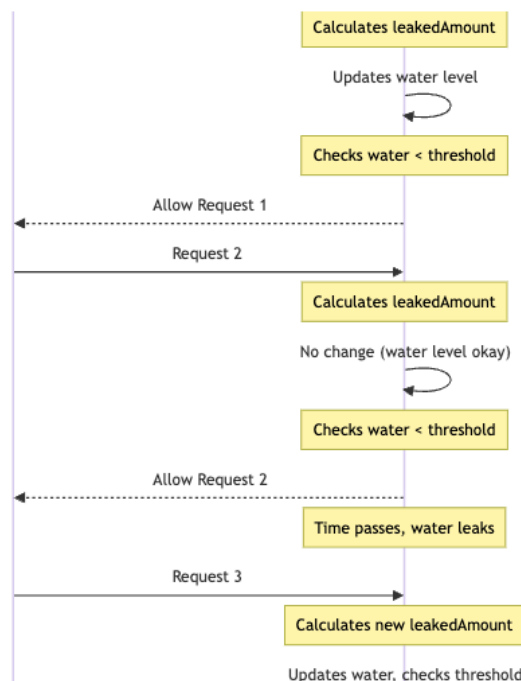 Calculates leakedAmount
Updates water level
Checks water < threshold
Allow Request 1
Request 2
Calculates leakedAmount
No change (water level okay)
Checks water < threshold
Allow Request 2
Time passes, water leaks
Request 3
Calculates new leakedAmount
Updates water, checks threshold